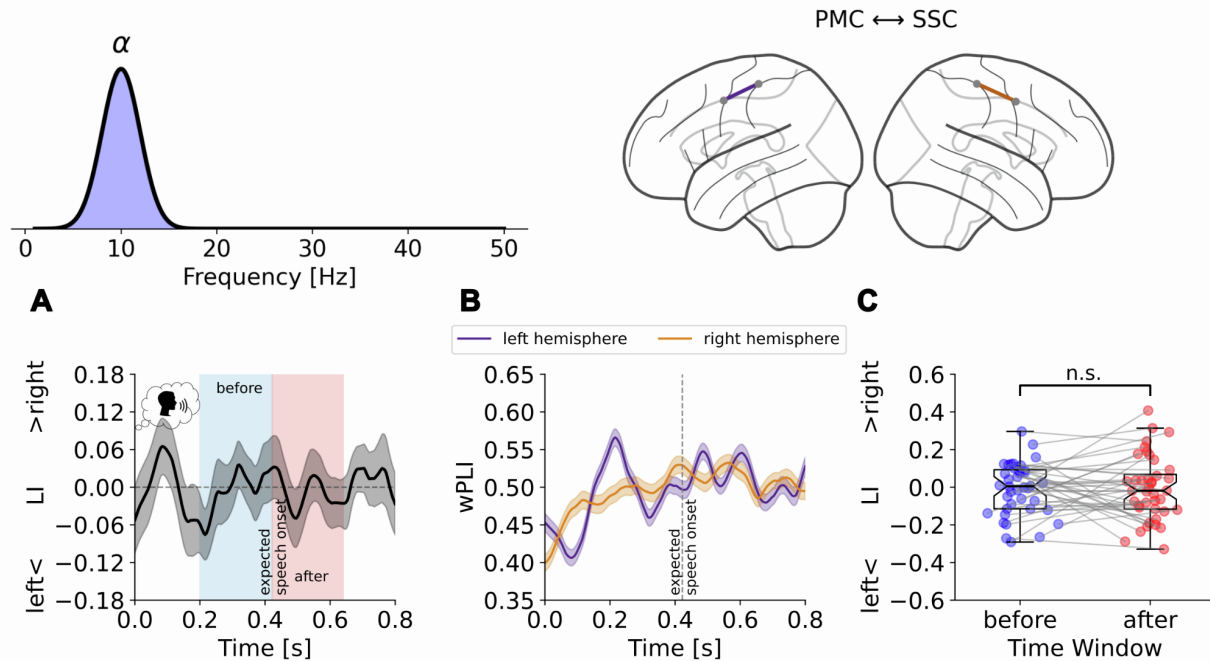 α
0 10 20 30 40 50
Frequency [Hz]
PMC ⟷ SSC
A
B
C
left hemisphere
right hemisphere
left< LI >right
0.18
0.12
0.06
0.00
−0.06
−0.12
−0.18
before
expected
speech onset
after
0.0 0.2 0.4 0.6 0.8
Time [s]
wPLI
0.65
0.60
0.55
0.50
0.45
0.40
0.35
expected
speech onset
0.0 0.2 0.4 0.6 0.8
Time [s]
left< LI >right
0.6
0.4
0.2
0.0
−0.2
−0.4
−0.6
n.s.
before after
Time Window